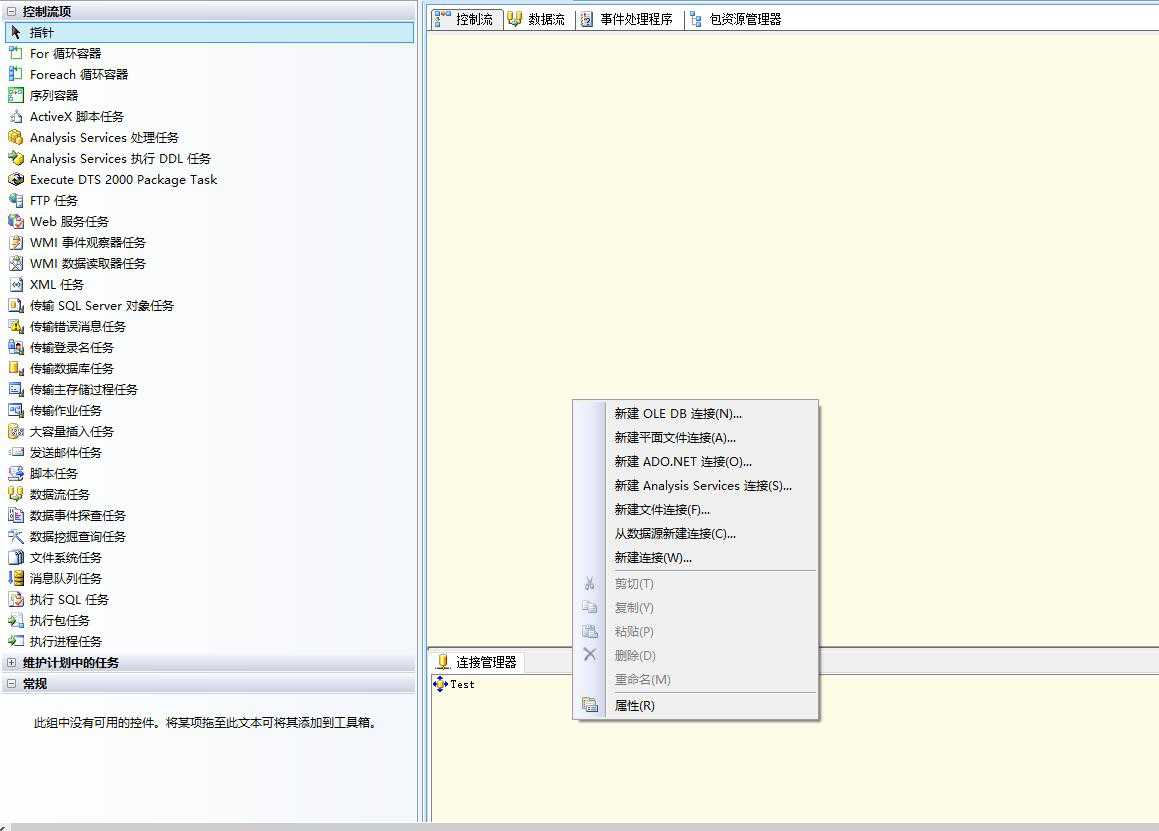 控制流项
指针
For 循环容器
Foreach 循环容器
序列容器
ActiveX 脚本任务
Analysis Services 处理任务
Analysis Services 执行 DDL 任务
Execute DTS 2000 Package Task
FTP 任务
Web 服务任务
WMI 事件观察器任务
WMI 数据读取器任务
XML 任务
传输 SQL Server 对象任务
传输错误消息任务
传输登录名任务
传输数据库任务
传输主存储过程任务
传输作业任务
大容量插入任务
发送邮件任务
脚本任务
数据流任务
数据事件探查任务
数据挖掘查询任务
文件系统任务
消息队列任务
执行 SQL 任务
执行包任务
执行进程任务
维护计划中的任务
常规
此组中没有可用的控件。将某项拖至此文本可将其添加到工具箱。
控制流 数据流 事件处理程序 包资源管理器
新建 OLE DB 连接(N)...
新建平面文件连接(A)...
新建 ADO.NET 连接(O)...
新建 Analysis Services 连接(S)...
新建文件连接(F)...
从数据源新建连接(C)...
新建连接(W)...
剪切(T)
复制(Y)
粘贴(P)
删除(D)
重命名(M)
属性(R)
连接管理器
Test